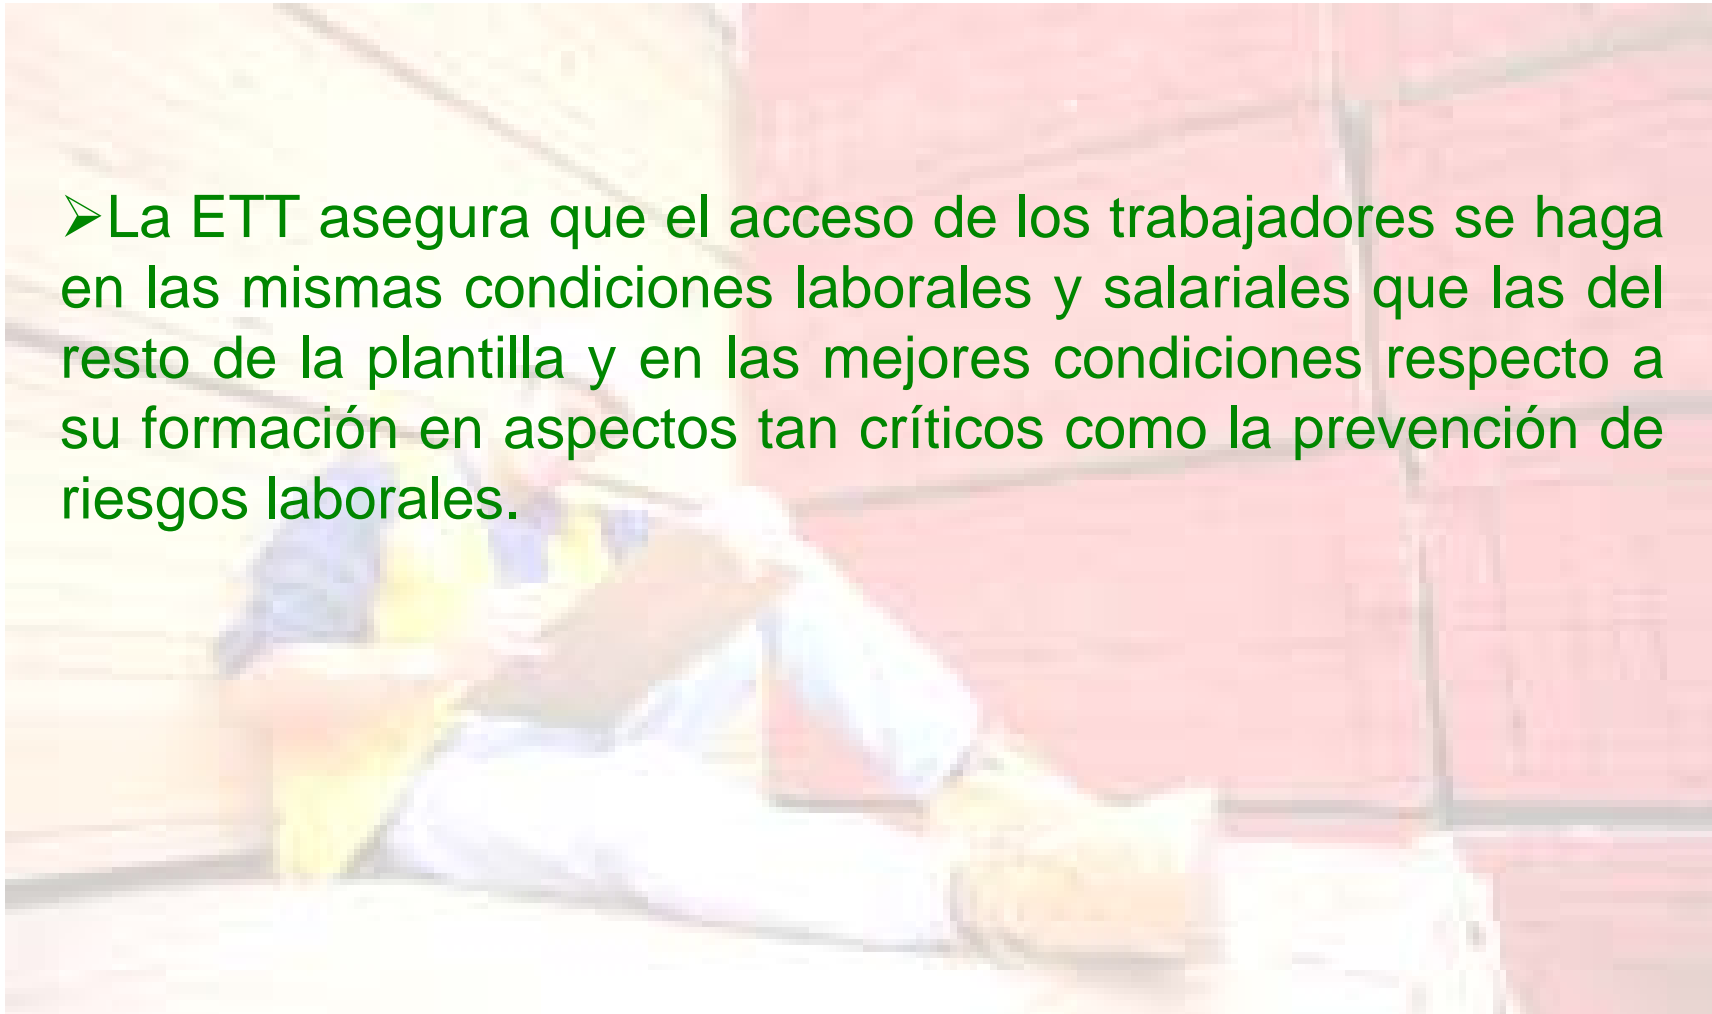 ➢La ETT asegura que el acceso de los trabajadores se haga
en las mismas condiciones laborales y salariales que las del
resto de la plantilla y en las mejores condiciones respecto a
su formación en aspectos tan críticos como la prevención de
riesgos laborales.